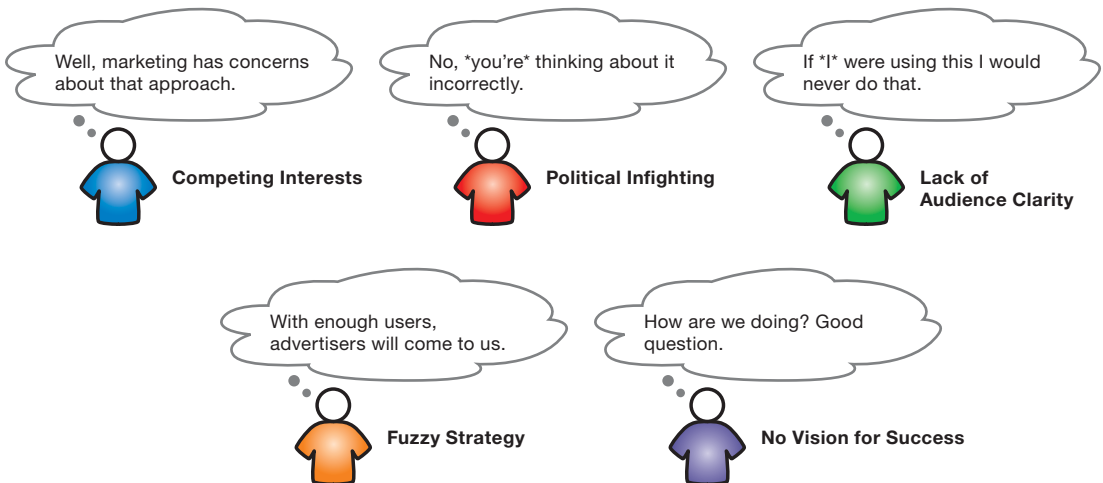 Well, marketing has concerns
about that approach.
Competing Interests
No, *you're* thinking about it
incorrectly.
Political Infighting
If *I* were using this I would
never do that.
Lack of
Audience Clarity
With enough users,
advertisers will come to us.
Fuzzy Strategy
How are we doing? Good
question.
No Vision for Success